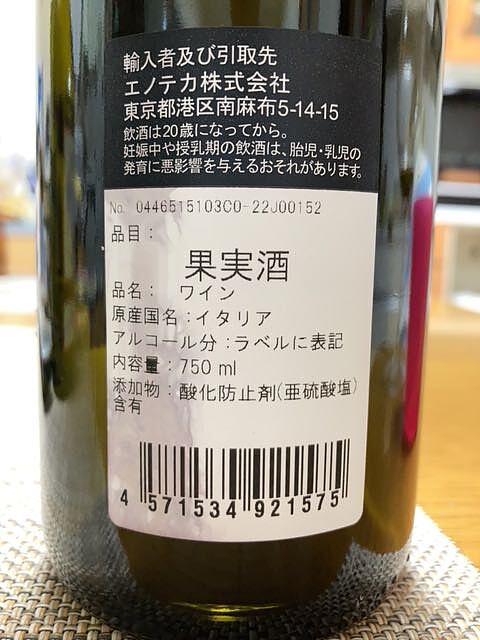 輸入者及び引取先
エノテカ株式会社
東京都港区南麻布5-14-15
飲酒は20歳になってから。
妊娠中や授乳期の飲酒は、胎児・乳児の
発育に悪影響を与えるおそれがあります。
No. 0446515103C0-22J00152
品目：
果実酒
品名： ワイン
原産国名：イタリア
アルコール分：ラベルに表記
内容量：750 ml
添加物：酸化防止剤(亜硫酸塩)
含有
4 571534 921575